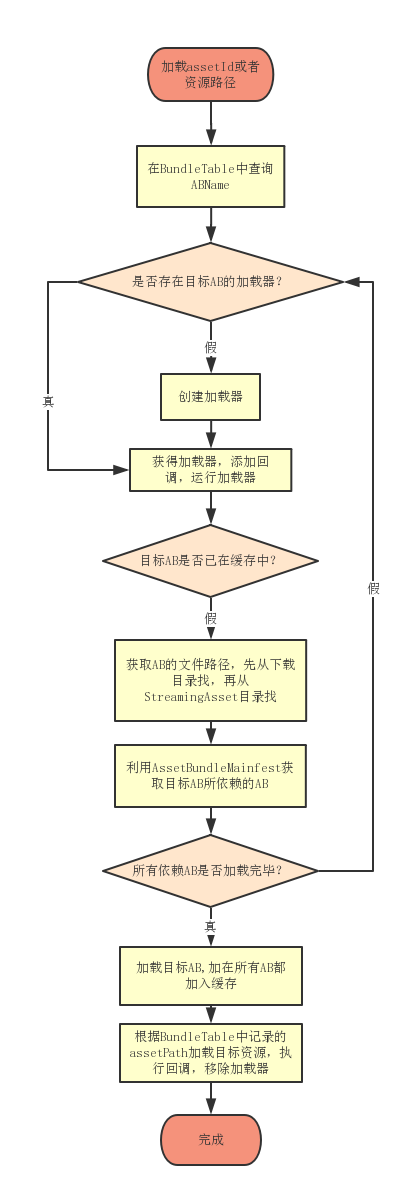 加载assetId或者
资源路径
在BundleTable中查询
ABName
是否存在目标AB的加载器?
假
创建加载器
真
获得加载器, 添加回
调, 运行加载器
目标AB是否已在缓存中?
假
假
获取AB的文件路径, 先从下载
目录找, 再从
StreamingAsset目录找
利用AssetBundleMainfest获
取目标AB所依赖的AB
所有依赖AB是否加载完毕?
真
加载目标AB,加在所有AB都
加入缓存
根据BundleTable中记录的
assetPath加载目标资源, 执
行回调, 移除加载器
完成